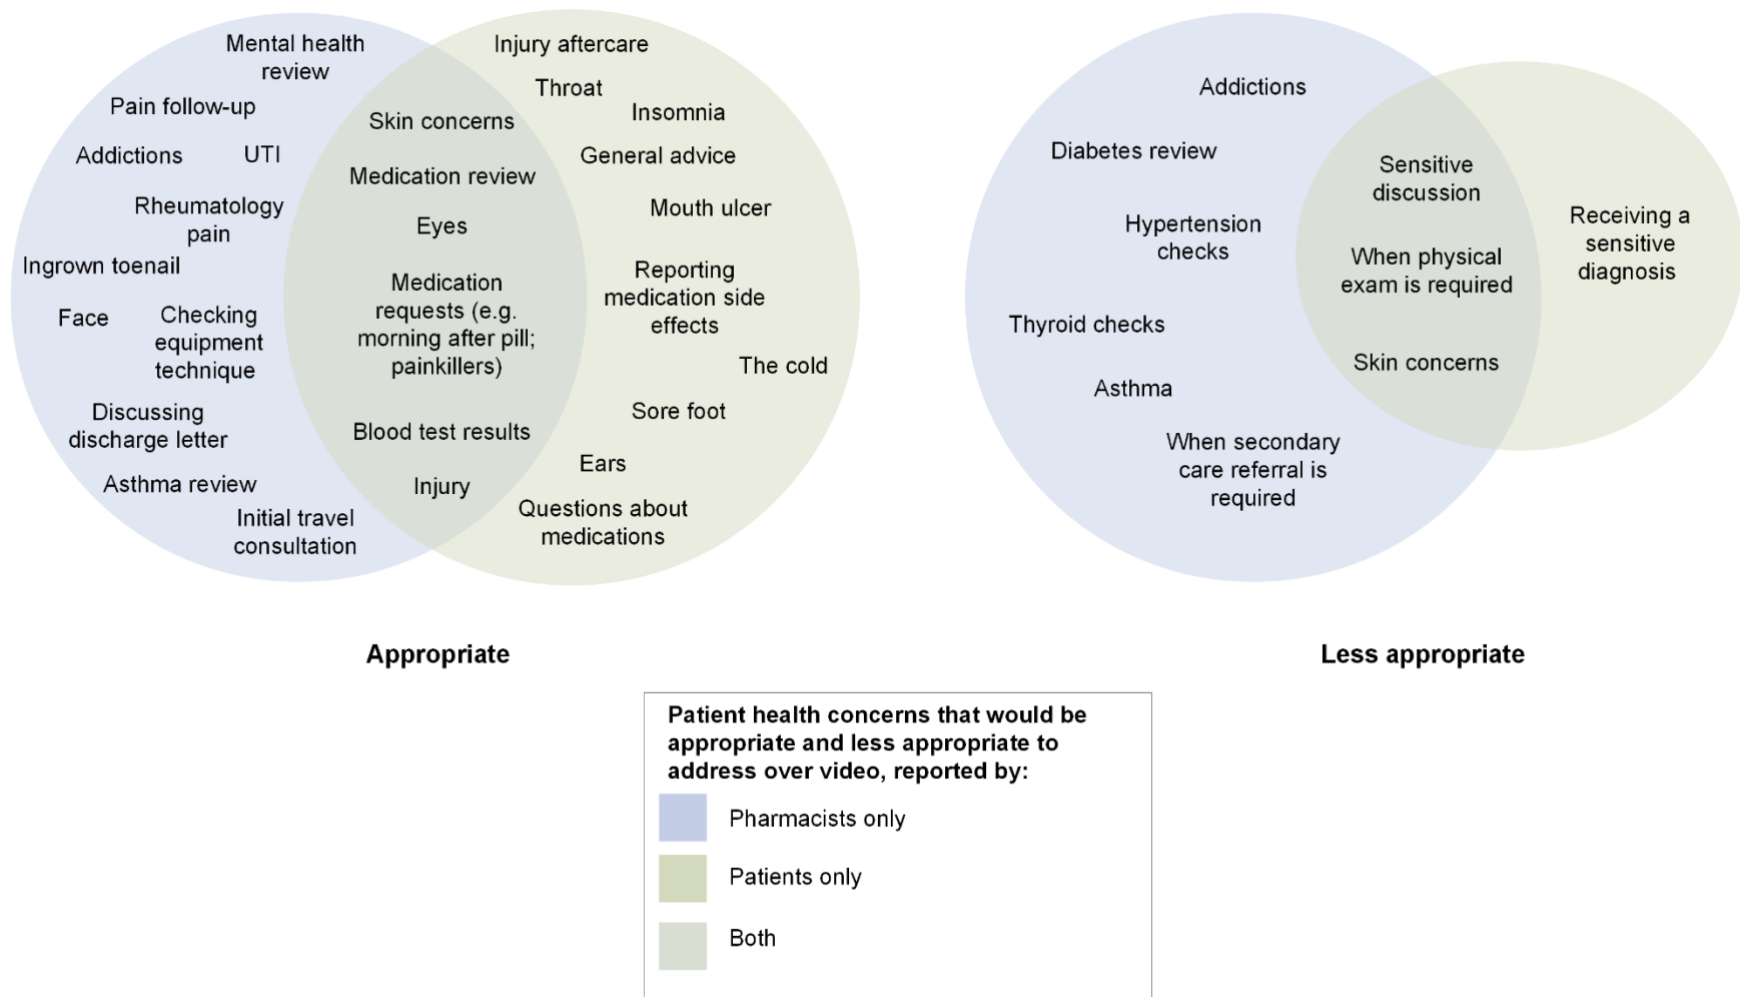 Mental health
review
Pain follow-up
Addictions
UTI
Rheumatology
pain
Ingrown toenail
Face
Checking
equipment
technique
Discussing
discharge letter
Asthma review
Initial travel
consultation
Skin concerns
Medication review
Eyes
Medication
requests (e.g.
morning after pill;
painkillers)
Blood test results
Injury
Injury aftercare
Throat
Insomnia
General advice
Mouth ulcer
Reporting
medication side
effects
The cold
Sore foot
Ears
Questions about
medications
Appropriate
Addictions
Diabetes review
Hypertension
checks
Thyroid checks
Asthma
When secondary
care referral is
required
Sensitive
discussion
When physical
exam is required
Skin concerns
Receiving a
sensitive
diagnosis
Less appropriate
Patient health concerns that would be
appropriate and less appropriate to
address over video, reported by:
Pharmacists only
Patients only
Both